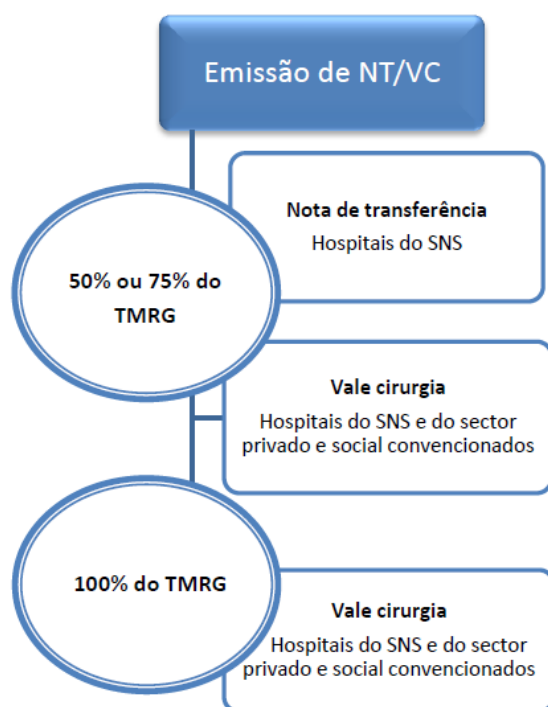 Emissão de NT/VC
Nota de transferência
Hospitais do SNS
50% ou 75% do
TMRG
Vale cirurgia
Hospitais do SNS e do sector
privado e social convencionados
100% do TMRG
Vale cirurgia
Hospitais do SNS e do sector
privado e social convencionados